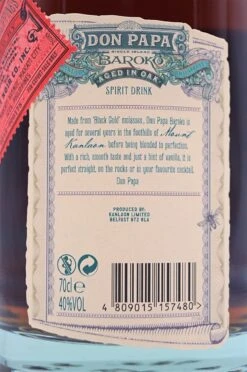 DON PAPA
SINGLE ISLAND
BAROKO
AGED IN OAK
SPIRIT DRINK
Made from 'Black Gold' molasses, Don Papa Baroko is
aged for several years in the foothills of Mount
Kanlaon before being blended to perfection.
With a rich, smooth taste and just a hint of vanilla, it is
perfect straight, on the rocks or in your favourite cocktail.
Don Papa
PRODUCED BY:
KANLAON LIMITED
BELFAST BT2 8LA
70cl e
40%VOL
4 809015 157480 >